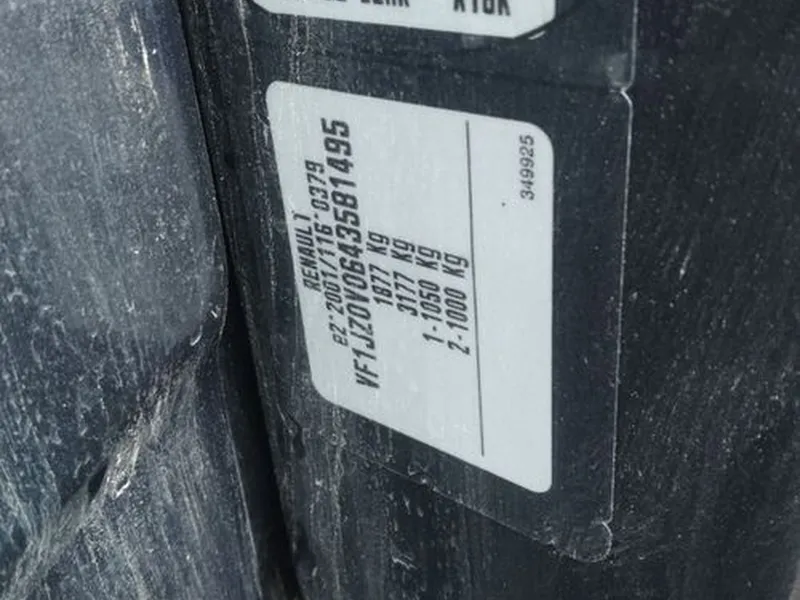 RENAULT
e2*2001/116*0379
VF1JZ0V0643581495
1877 Kg
3177 Kg
1-1050 Kg
2-1000 Kg
349925